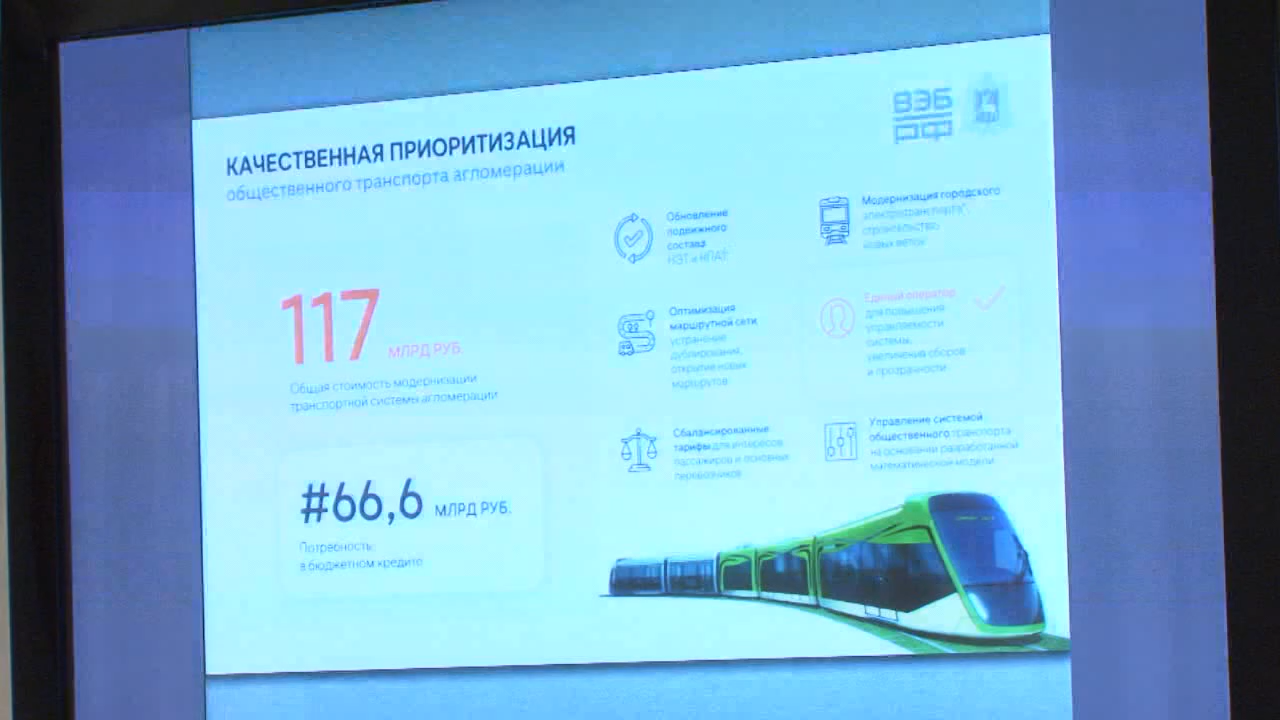 КАЧЕСТВЕННАЯ ПРИОРИТИЗАЦИЯ
общественного транспорта агломерации
ВЭБ
РФ
117 МЛРД РУБ.
Общая стоимость модернизации
транспортной системы агломерации
#66,6 МЛРД РУБ.
Потребность
в бюджетном кредите
Обновление
подвижного
состава
НЭТ и НПАТ
Модернизация городского
электротранспорта*,
строительство
новых веток
Оптимизация
маршрутной сети,
устранение
дублирования,
открытие новых
маршрутов
Единый оператор
для повышения
управляемости
системы,
увеличения сборов
и прозрачности
Сбалансированные
тарифы для интересов
пассажиров и основных
перевозчиков
Управление системой
общественного транспорта
на основании разработанной
математической модели